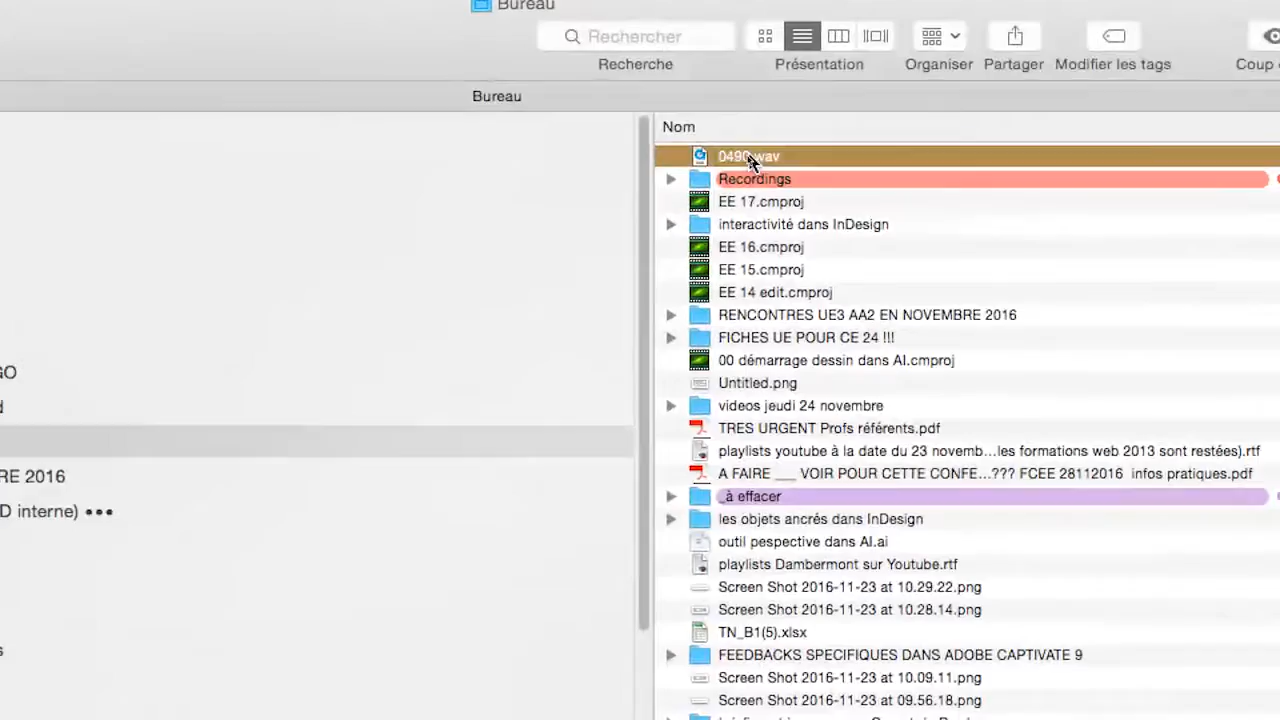 Bureau
Rechercher
Recherche
Présentation
Organiser
Partager
Modifier les tags
Coup
Bureau
Nom
0490.wav
Recordings
EE 17.cmproj
interactivité dans InDesign
EE 16.cmproj
EE 15.cmproj
EE 14 edit.cmproj
RENCONTRES UE3 AA2 EN NOVEMBRE 2016
FICHES UE POUR CE 24 !!!
00 démarrage dessin dans AI.cmproj
Untitled.png
videos jeudi 24 novembre
TRES URGENT Profs référents.pdf
playlists youtube à la date du 23 novemb...les formations web 2013 sont restées).rtf
A FAIRE ___ VOIR POUR CETTE CONFE...??? FCEE 28112016 infos pratiques.pdf
_à effacer
les objets ancrés dans InDesign
outil pespective dans AI.ai
playlists Dambermont sur Youtube.rtf
Screen Shot 2016-11-23 at 10.29.22.png
Screen Shot 2016-11-23 at 10.28.14.png
TN_B1(5).xlsx
FEEDBACKS SPECIFIQUES DANS ADOBE CAPTIVATE 9
Screen Shot 2016-11-23 at 10.09.11.png
Screen Shot 2016-11-23 at 09.56.18.png
GO
d
RE 2016
D interne) •••
s